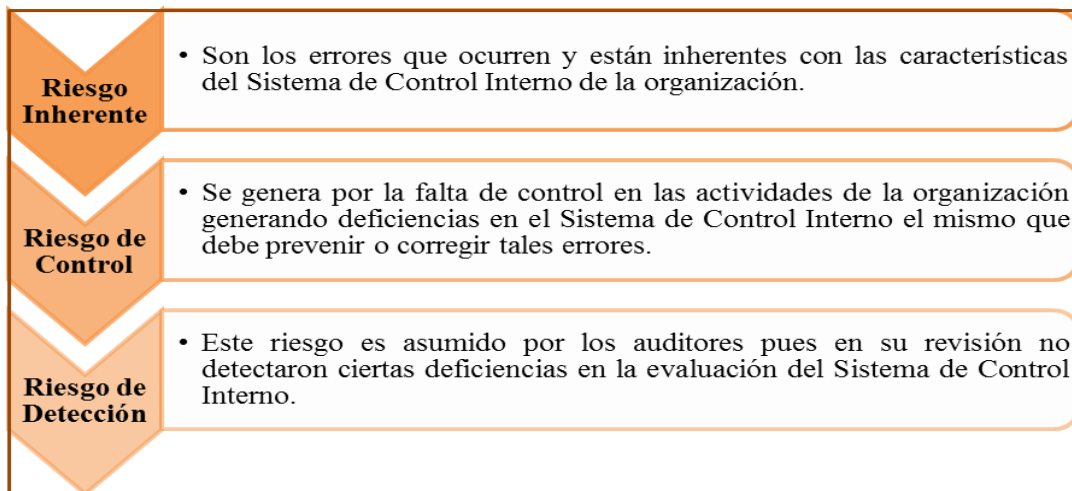 Riesgo
Inherente
• Son los errores que ocurren y están inherentes con las características
del Sistema de Control Interno de la organización.
Riesgo de
Control
• Se genera por la falta de control en las actividades de la organización
generando deficiencias en el Sistema de Control Interno el mismo que
debe prevenir o corregir tales errores.
Riesgo de
Detección
• Este riesgo es asumido por los auditores pues en su revisión no
detectaron ciertas deficiencias en la evaluación del Sistema de Control
Interno.